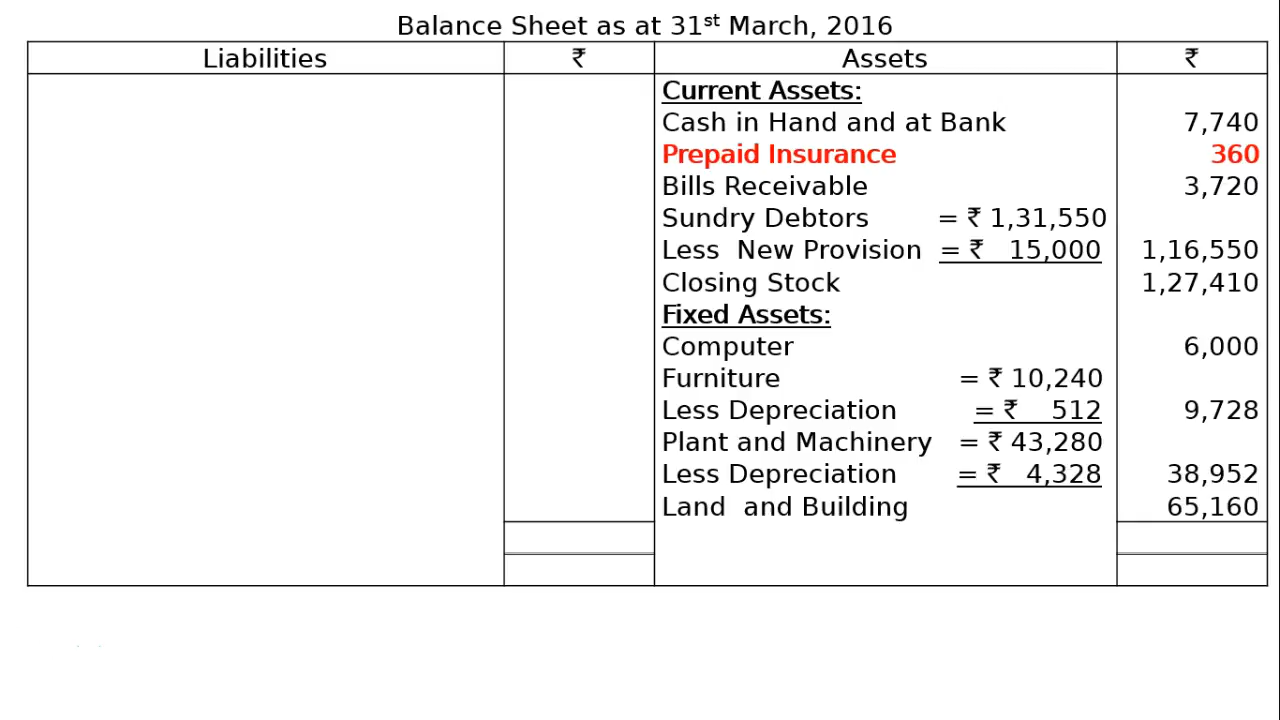 Balance Sheet as at 31st March, 2016
Liabilities ₹ Assets ₹
Current Assets:
Cash in Hand and at Bank 7,740
Prepaid Insurance 360
Bills Receivable 3,720
Sundry Debtors = ₹ 1,31,550
Less New Provision = ₹ 15,000 1,16,550
Closing Stock 1,27,410
Fixed Assets:
Computer 6,000
Furniture = ₹ 10,240
Less Depreciation = ₹ 512 9,728
Plant and Machinery = ₹ 43,280
Less Depreciation = ₹ 4,328 38,952
Land and Building 65,160